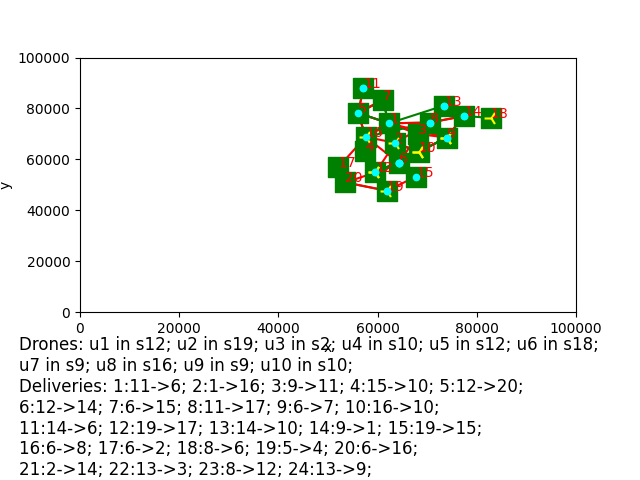 100000
80000
60000
40000
20000
0
y
0 20000 40000 60000 80000 100000
x
Drones: u1 in s12; u2 in s19; u3 in s2; u4 in s10; u5 in s12; u6 in s18;
u7 in s9; u8 in s16; u9 in s9; u10 in s10;
Deliveries: 1:11->6; 2:1->16; 3:9->11; 4:15->10; 5:12->20;
6:12->14; 7:6->15; 8:11->17; 9:6->7; 10:16->10;
11:14->6; 12:19->17; 13:14->10; 14:9->1; 15:19->15;
16:6->8; 17:6->2; 18:8->6; 19:5->4; 20:6->16;
21:2->14; 22:13->3; 23:8->12; 24:13->9;